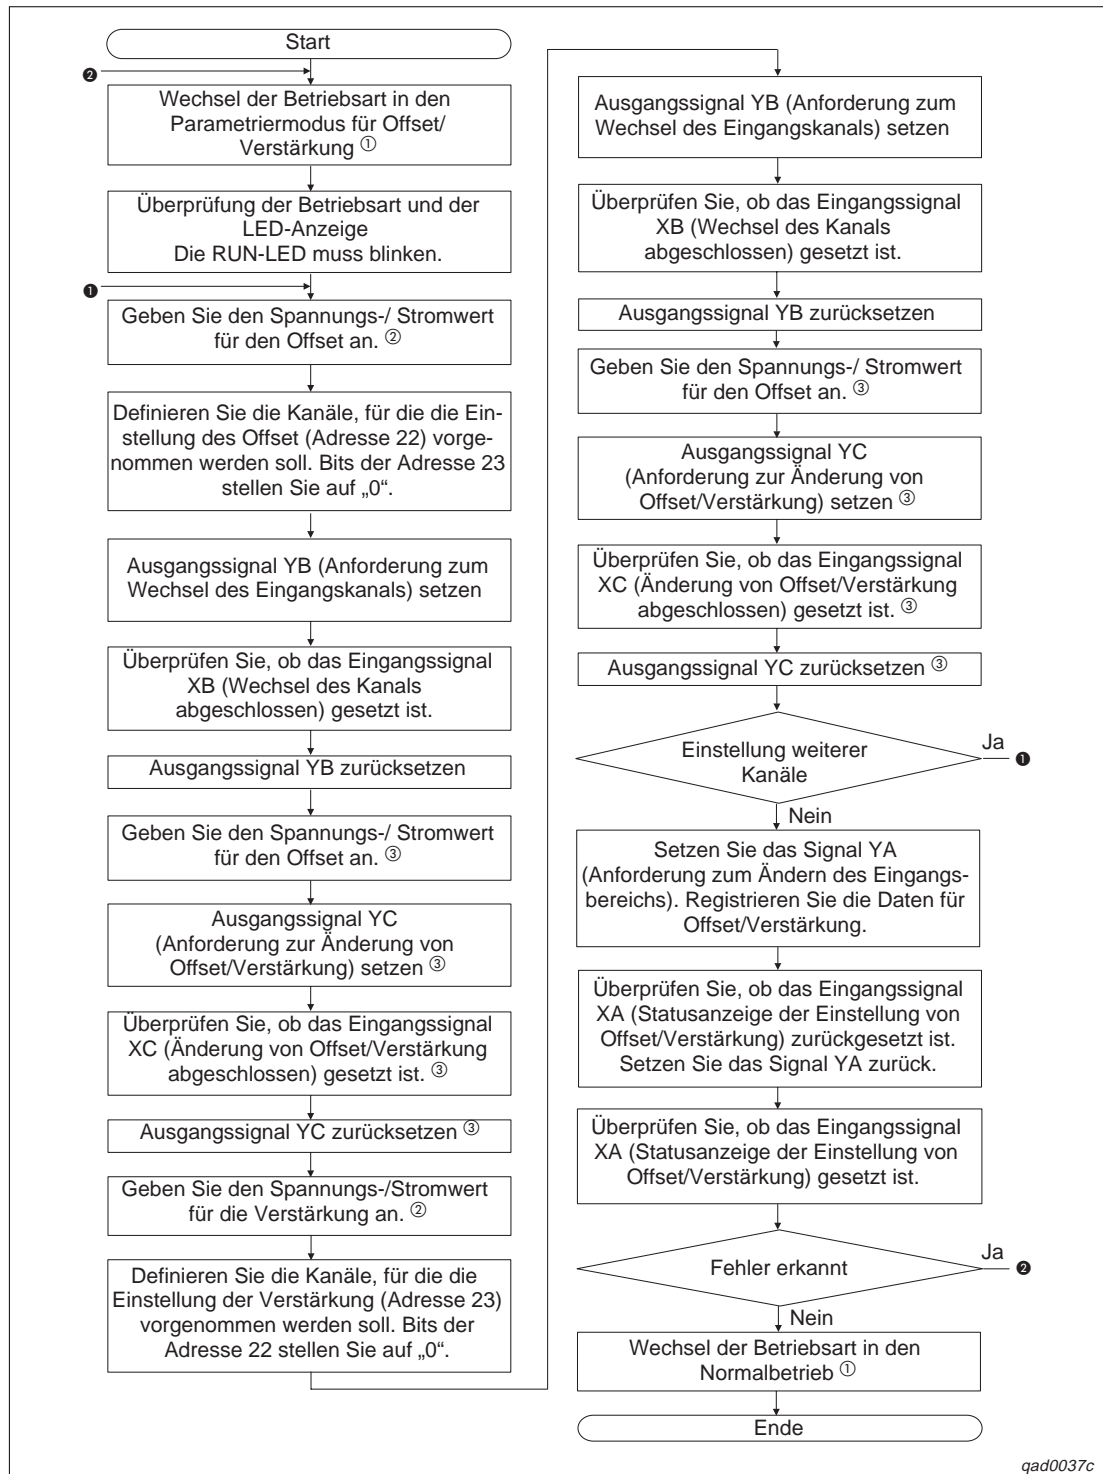 Start
❷
Wechsel der Betriebsart in den
Parametriermodus für Offset/
Verstärkung ①
Überprüfung der Betriebsart und der
LED-Anzeige
Die RUN-LED muss blinken.
❶
Geben Sie den Spannungs-/ Stromwert
für den Offset an. ②
Definieren Sie die Kanäle, für die die Ein-
stellung des Offset (Adresse 22) vorge-
nommen werden soll. Bits der Adresse 23
stellen Sie auf „0“.
Ausgangssignal YB (Anforderung zum
Wechsel des Eingangskanals) setzen
Überprüfen Sie, ob das Eingangssignal
XB (Wechsel des Kanals
abgeschlossen) gesetzt ist.
Ausgangssignal YB zurücksetzen
Geben Sie den Spannungs-/ Stromwert
für den Offset an. ③
Ausgangssignal YC
(Anforderung zur Änderung von
Offset/Verstärkung) setzen ③
Überprüfen Sie, ob das Eingangssignal
XC (Änderung von Offset/Verstärkung
abgeschlossen) gesetzt ist. ③
Ausgangssignal YC zurücksetzen ③
Geben Sie den Spannungs-/Stromwert
für die Verstärkung an. ②
Definieren Sie die Kanäle, für die die
Einstellung der Verstärkung (Adresse 23)
vorgenommen werden soll. Bits der
Adresse 22 stellen Sie auf „0“.
Ausgangssignal YB (Anforderung zum
Wechsel des Eingangskanals) setzen
Überprüfen Sie, ob das Eingangssignal
XB (Wechsel des Kanals
abgeschlossen) gesetzt ist.
Ausgangssignal YB zurücksetzen
Geben Sie den Spannungs-/ Stromwert
für den Offset an. ③
Ausgangssignal YC
(Anforderung zur Änderung von
Offset/Verstärkung) setzen ③
Überprüfen Sie, ob das Eingangssignal
XC (Änderung von Offset/Verstärkung
abgeschlossen) gesetzt ist. ③
Ausgangssignal YC zurücksetzen ③
Einstellung weiterer
Kanäle
Ja
❶
Nein
Setzen Sie das Signal YA
(Anforderung zum Ändern des Eingangs-
bereichs). Registrieren Sie die Daten für
Offset/Verstärkung.
Überprüfen Sie, ob das Eingangssignal
XA (Statusanzeige der Einstellung von
Offset/Verstärkung) zurückgesetzt ist.
Setzen Sie das Signal YA zurück.
Überprüfen Sie, ob das Eingangssignal
XA (Statusanzeige der Einstellung von
Offset/Verstärkung) gesetzt ist.
Fehler erkannt
Ja
❷
Nein
Wechsel der Betriebsart in den
Normalbetrieb ①
Ende
qad0037c